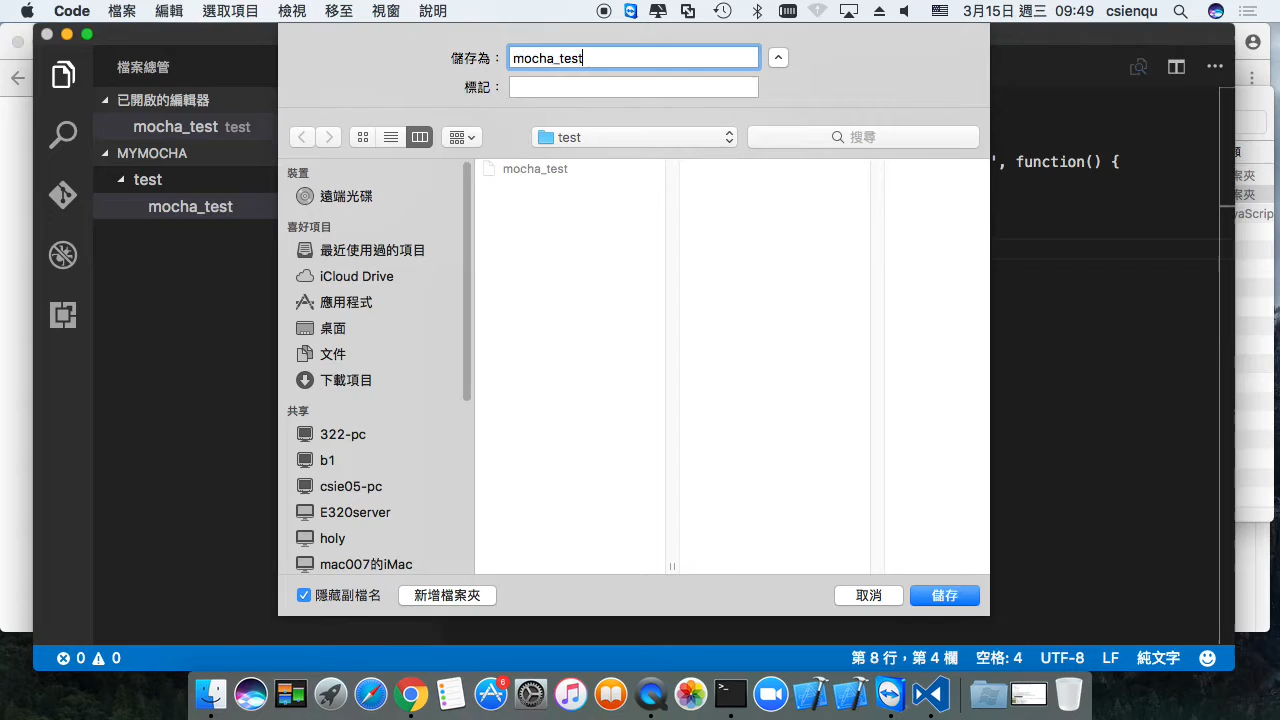 Code 檔案 編輯 選取項目 檢視 移至 視窗 說明 3月15日 週三 09:49 csienqu
儲存為： mocha_test
標記：
檔案總管
已開啟的編輯器
mocha_test test
MYMOCHA
test
mocha_test
test
搜尋
mocha_test
', function() {
裝置
遠端光碟
喜好項目
最近使用過的項目
iCloud Drive
應用程式
桌面
文件
下載項目
共享
322-pc
b1
csie05-pc
E320server
holy
mac007的iMac
類
案夾
案夾
vaScrip
隱藏副檔名 新增檔案夾 取消 儲存
0 0 第 8 行，第 4 欄 空格: 4 UTF-8 LF 純文字
6